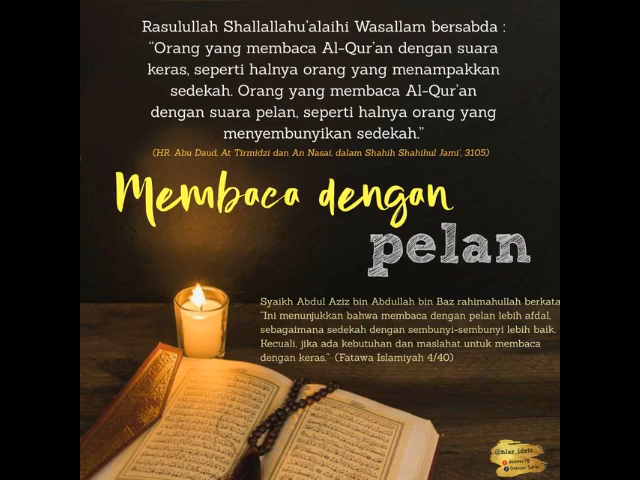 Rasulullah Shallallahu'alaihi Wasallam bersabda :
"Orang yang membaca Al-Qur'an dengan suara
keras, seperti halnya orang yang menampakkan
sedekah. Orang yang membaca Al-Qur'an
dengan suara pelan, seperti halnya orang yang
menyembunyikan sedekah."
(HR. Abu Daud, At Tirmidzi dan An Nasai, dalam Shahih Shahihul Jami', 3105)
Membaca dengan
pelan
Syaikh Abdul Aziz bin Abdullah bin Baz rahimahullah berkata
"Ini menunjukkan bahwa membaca dengan pelan lebih afdal,
sebagaimana sedekah dengan sembunyi-sembunyi lebih baik.
Kecuali, jika ada kebutuhan dan maslahat untuk membaca
dengan keras." (Fatawa Islamiyah 4/40)